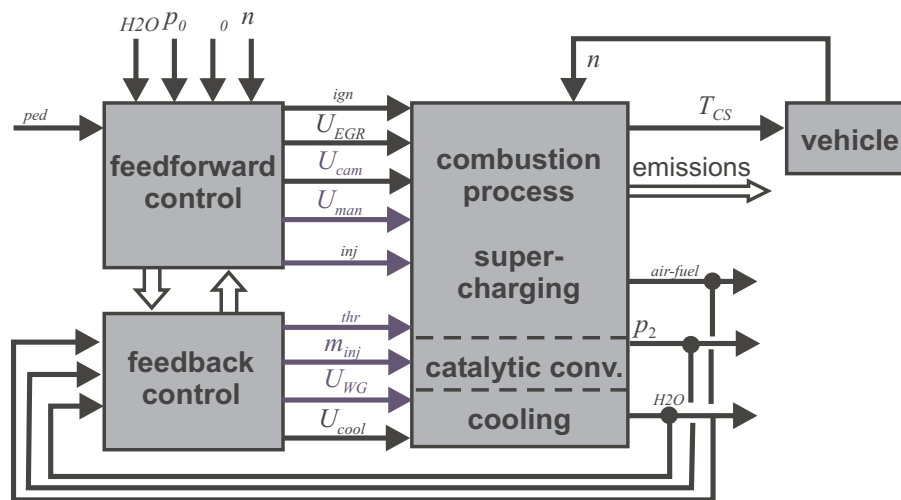 H2O p0 0 n
ped
feedforward
control
ign
UEGR
Ucam
Uman
inj
feedback
control
thr
minj
UWG
Ucool
combustion
process
super-
charging
catalytic conv.
cooling
n
TCS
vehicle
emissions
air-fuel
p2
H2O